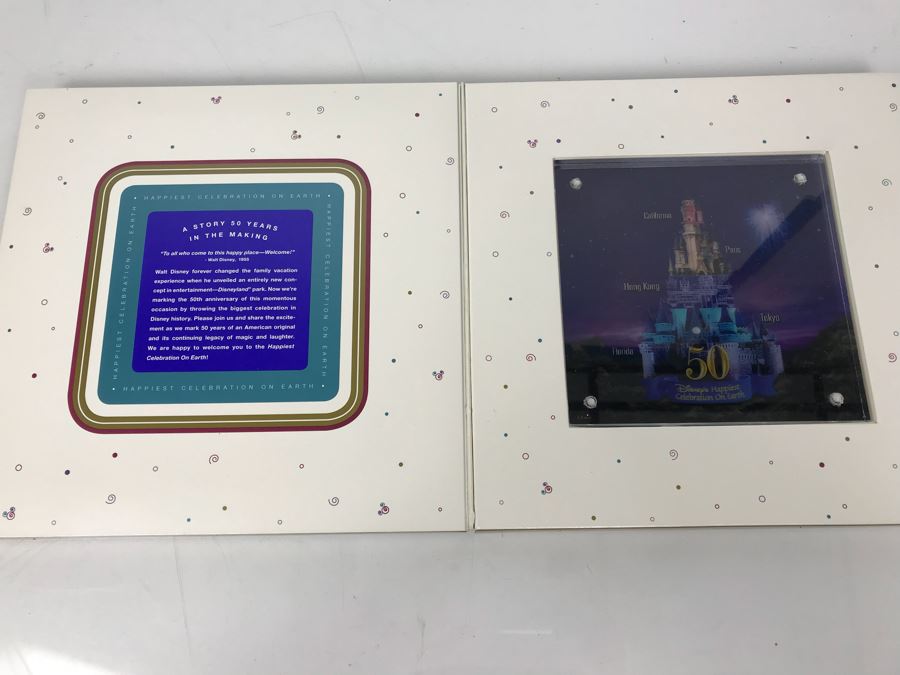 • HAPPIEST CELEBRATION ON EARTH •
HAPPIEST CELEBRATION ON EARTH
HAPPIEST CELEBRATION ON EARTH
A STORY 50 YEARS
IN THE MAKING
"To all who come to this happy place—Welcome!"
- Walt Disney, 1955
Walt Disney forever changed the family vacation
experience when he unveiled an entirely new con-
cept in entertainment—Disneyland® park. Now we're
marking the 50th anniversary of this momentous
occasion by throwing the biggest celebration in
Disney history. Please join us and share the excite-
ment as we mark 50 years of an American original
and its continuing legacy of magic and laughter.
We are happy to welcome you to the Happiest
Celebration On Earth!
• HAPPIEST CELEBRATION ON EARTH •
California
Paris
Hong Kong
Tokyo
Florida
50
Disney's Happiest
Celebration On Earth